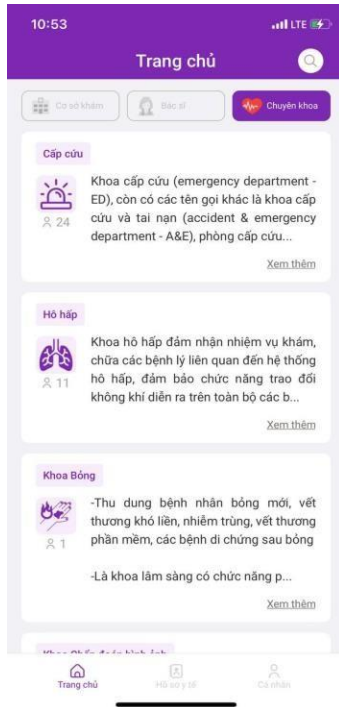 10:53
LTE
Trang chủ
Cơ sở khám
Bác sĩ
Chuyên khoa
Cấp cứu
24
Khoa cấp cứu (emergency department -
ED), còn có các tên gọi khác là khoa cấp
cứu và tai nạn (accident & emergency
department - A&E), phòng cấp cứu...
Xem thêm
Hô hấp
11
Khoa hô hấp đảm nhận nhiệm vụ khám,
chữa các bệnh lý liên quan đến hệ thống
hô hấp, đảm bảo chức năng trao đổi
không khí diễn ra trên toàn bộ các b...
Xem thêm
Khoa Bỏng
1
-Thu dung bệnh nhân bỏng mới, vết
thương khó liền, nhiễm trùng, vết thương
phần mềm, các bệnh di chứng sau bỏng
-Là khoa lâm sàng có chức năng p...
Xem thêm
Khoa Chẩn đoán hình ảnh
Trang chủ
Hồ sơ y tế
Cá nhân